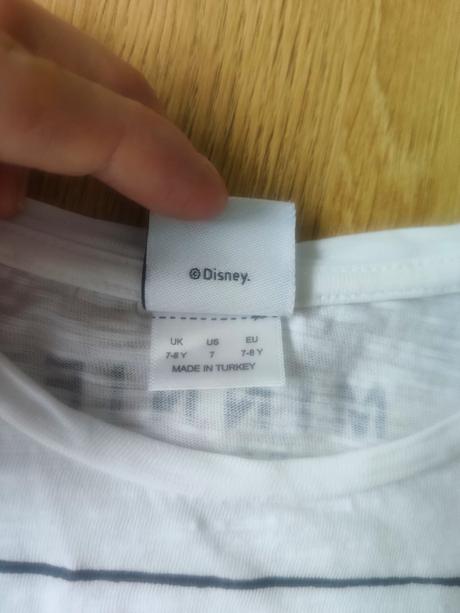 ©Disney.
UK US EU
7-8 Y 7 7-8 Y
MADE IN TURKEY